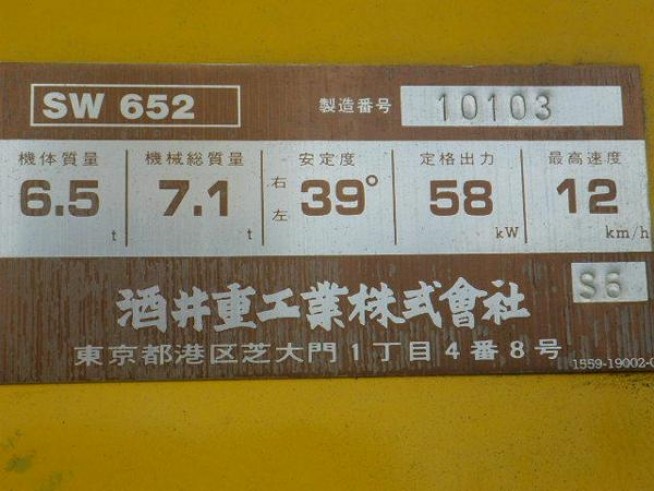 SW 652 製造番号 10103
機体質量 機械総質量 安定度 定格出力 最高速度
6.5 t 7.1 t 右 左 39° 58 kW 12 km/h
S6
酒井重工業株式會社
東京都港区芝大門1丁目4番8号
1559-19002-0